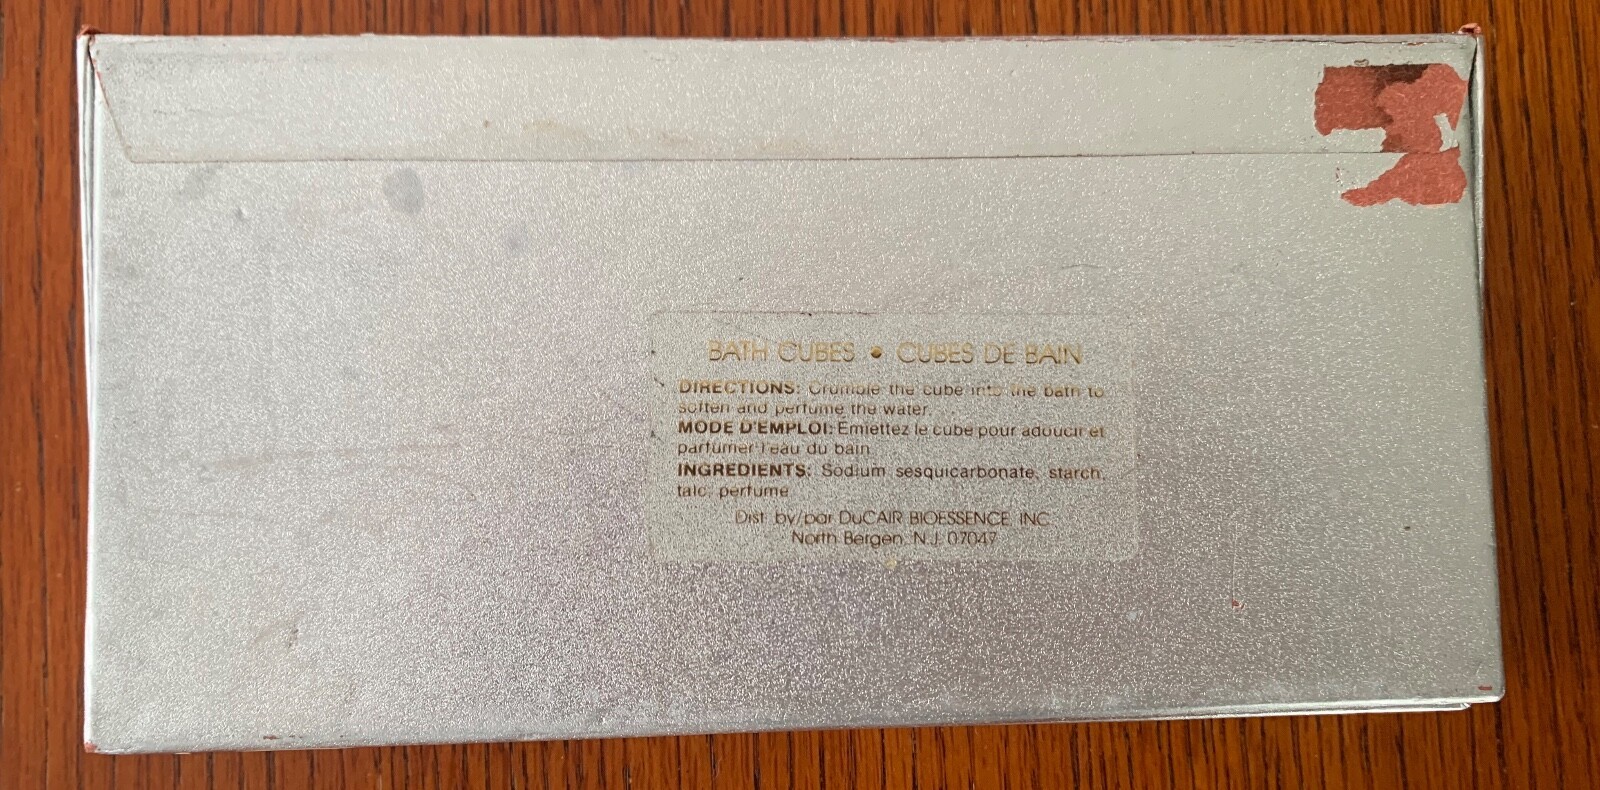 BATH CUBES • CUBES DE BAIN
DIRECTIONS: Crumble the cube into the bath to
soften and perfume the water.
MODE D'EMPLOI: Emiettez le cube pour adoucir et
parfumer l'eau du bain
INGREDIENTS: Sodium sesquicarbonate, starch,
talc, perfume
Dist. by/par DuCAIR BIOESSENCE, INC.
North Bergen, N.J. 07047